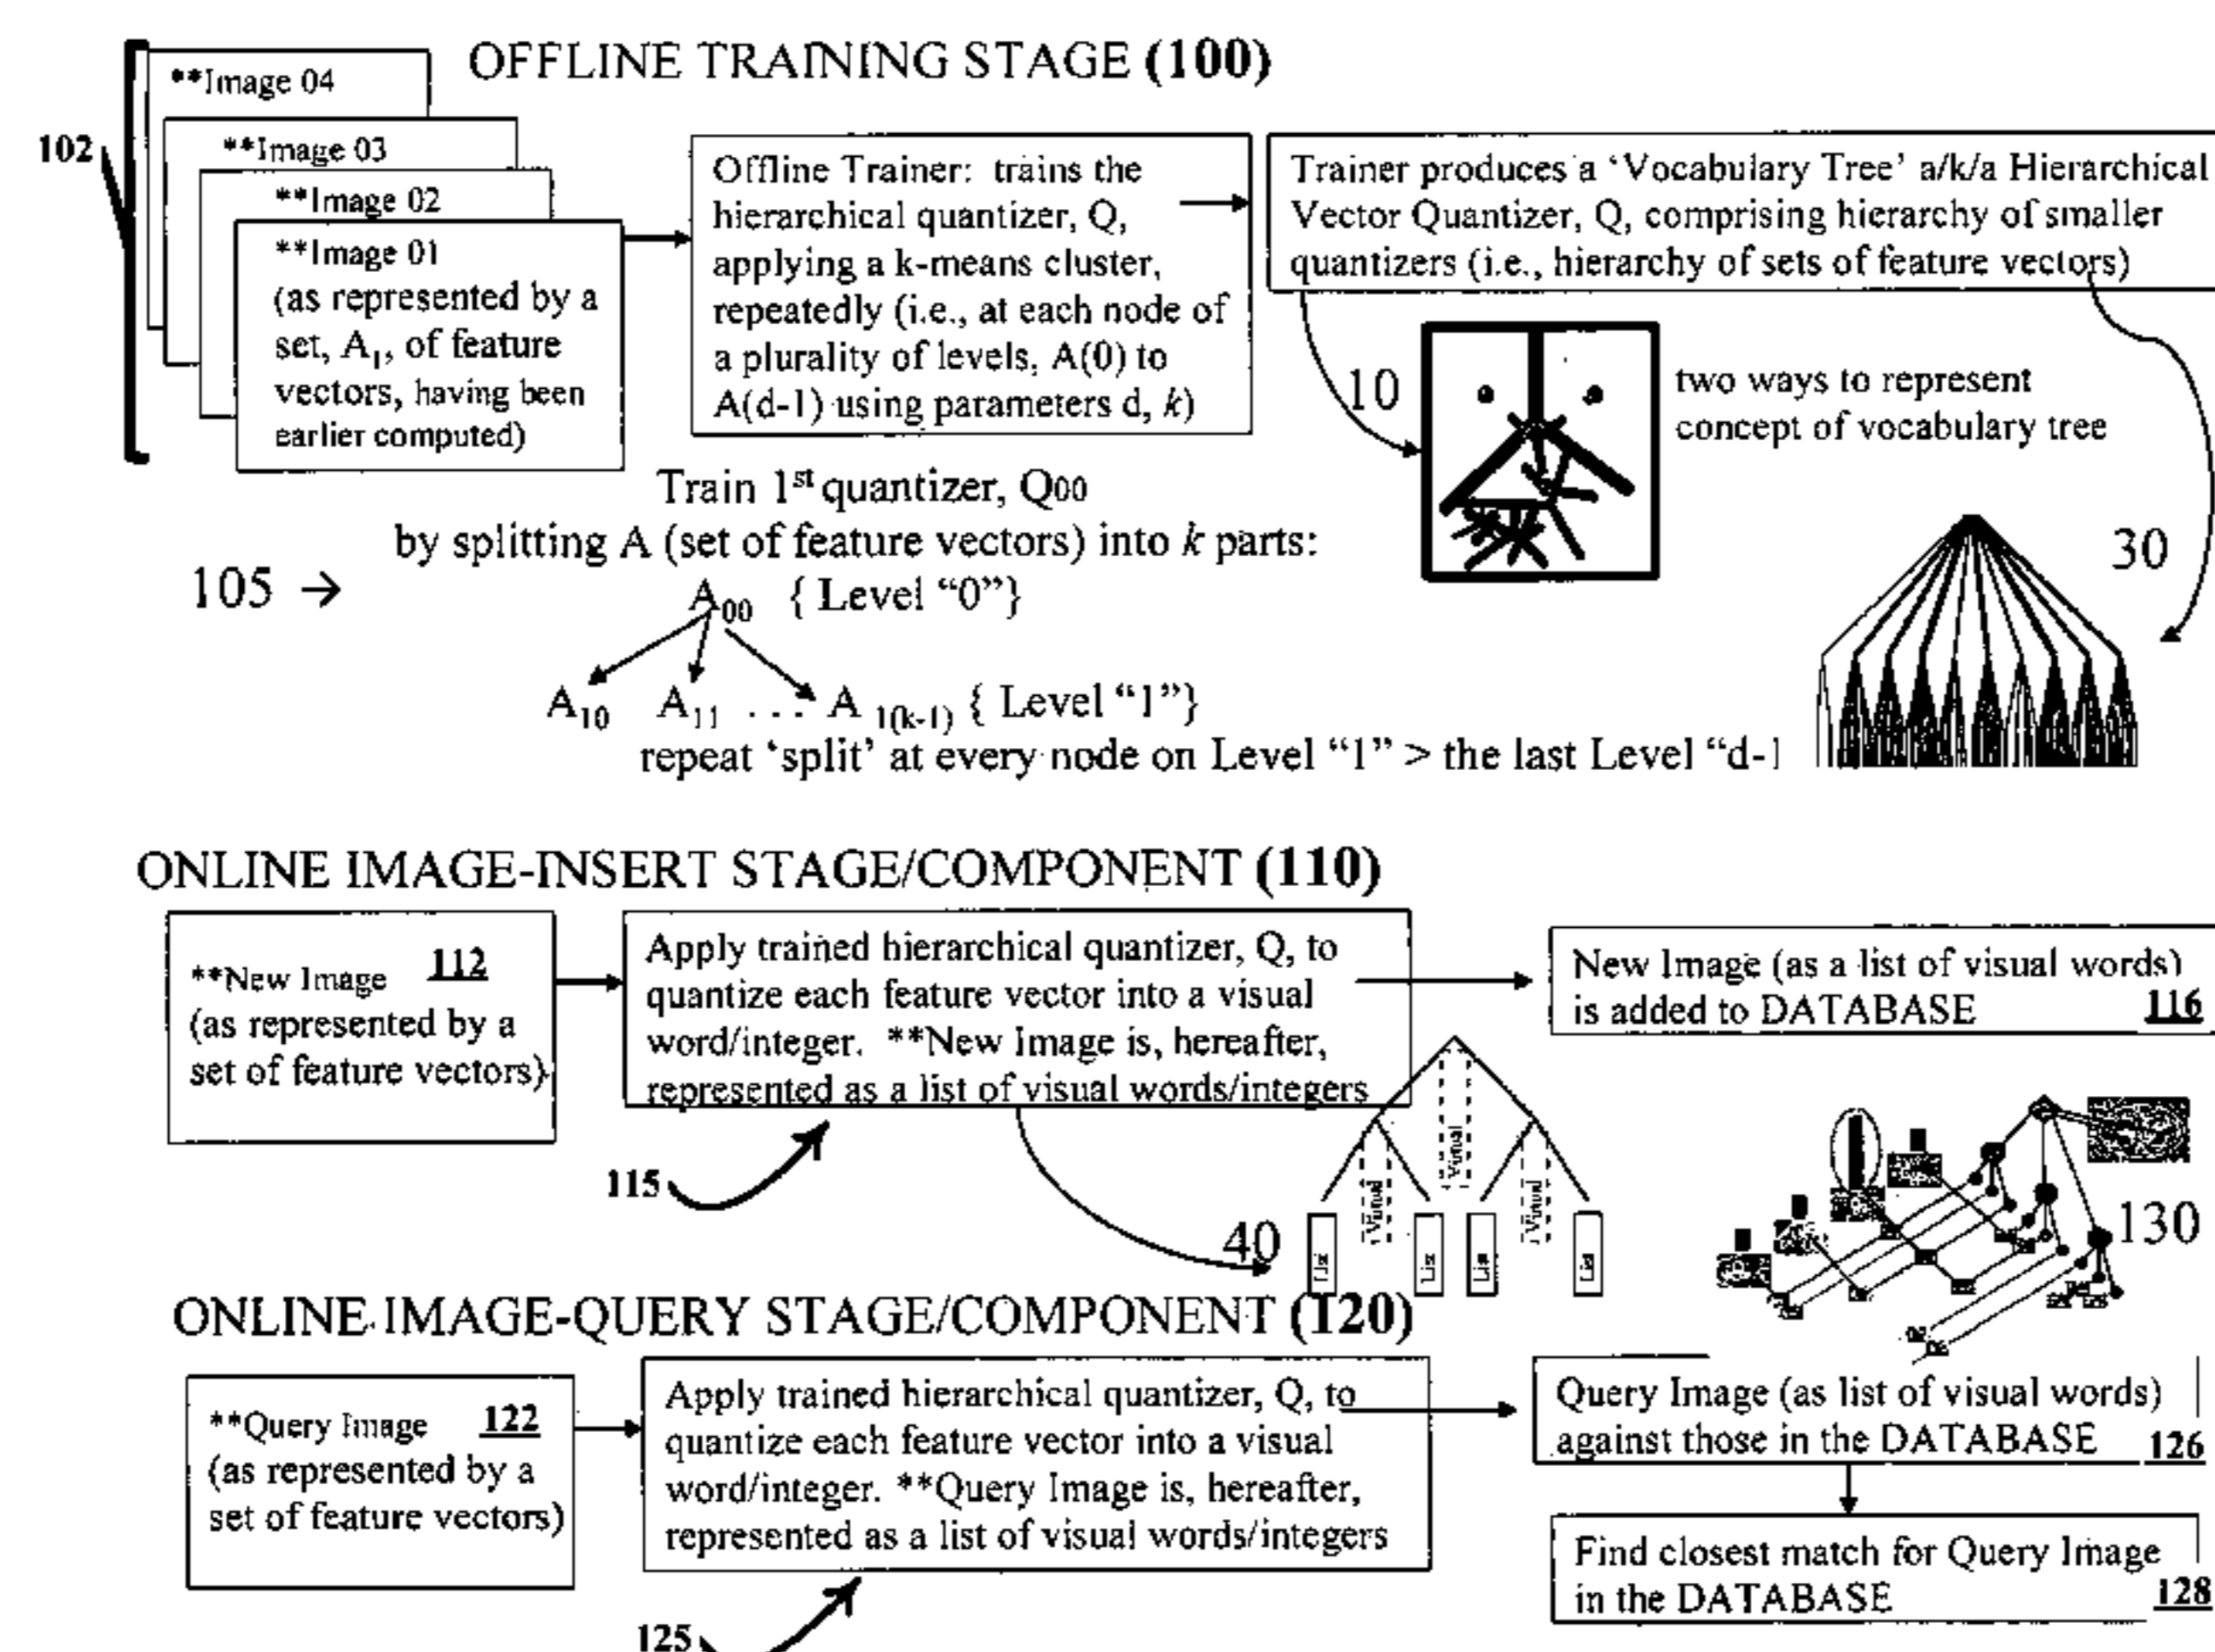 OFFLINE TRAINING STAGE (100)
102
**Image 04
**Image 03
**Image 02
**Image 01
(as represented by a
set, A1, of feature
vectors, having been
earlier computed)
Offline Trainer: trains the
hierarchical quantizer, Q,
applying a k-means cluster,
repeatedly (i.e., at each node of
a plurality of levels, A(0) to
A(d-1) using parameters d, k)
Trainer produces a ‘Vocabulary Tree’ a/k/a Hierarchical
Vector Quantizer, Q, comprising hierarchy of smaller
quantizers (i.e., hierarchy of sets of feature vectors)
10
two ways to represent
concept of vocabulary tree
30
Train 1st quantizer, Q00
by splitting A (set of feature vectors) into k parts:
105 →
A00 { Level “0”}
A10 A11 . . . A 1(k-1) { Level “1”}
repeat ‘split’ at every node on Level “1” > the last Level “d-1
ONLINE IMAGE-INSERT STAGE/COMPONENT (110)
**New Image 112
(as represented by a
set of feature vectors)
Apply trained hierarchical quantizer, Q, to
quantize each feature vector into a visual
word/integer. **New Image is, hereafter,
represented as a list of visual words/integers
New Image (as a list of visual words)
is added to DATABASE 116
115
40
Virtual
Virtual
Virtual
List
List
List
List
130
ONLINE IMAGE-QUERY STAGE/COMPONENT (120)
**Query Image 122
(as represented by a
set of feature vectors)
Apply trained hierarchical quantizer, Q, to
quantize each feature vector into a visual
word/integer. **Query Image is, hereafter,
represented as a list of visual words/integers
Query Image (as list of visual words)
against those in the DATABASE 126
Find closest match for Query Image
in the DATABASE 128
125